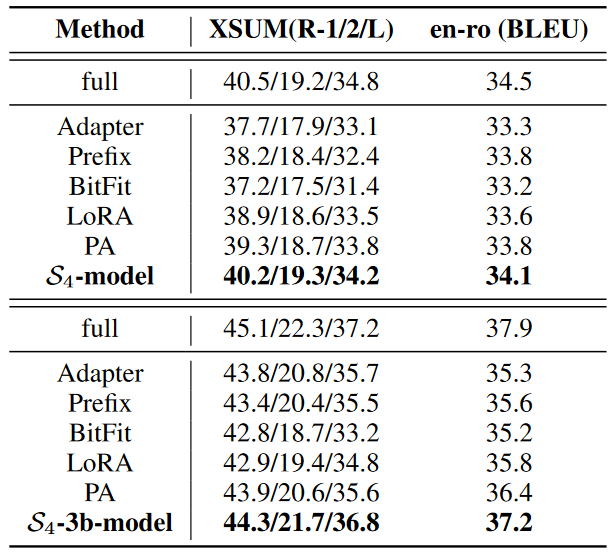 Method XSUM(R-1/2/L) en-ro (BLEU)
full 40.5/19.2/34.8 34.5
Adapter 37.7/17.9/33.1 33.3
Prefix 38.2/18.4/32.4 33.8
BitFit 37.2/17.5/31.4 33.2
LoRA 38.9/18.6/33.5 33.6
PA 39.3/18.7/33.8 33.8
𝒮₄-model 40.2/19.3/34.2 34.1
full 45.1/22.3/37.2 37.9
Adapter 43.8/20.8/35.7 35.3
Prefix 43.4/20.4/35.5 35.6
BitFit 42.8/18.7/33.2 35.2
LoRA 42.9/19.4/34.8 35.8
PA 43.9/20.6/35.6 36.4
𝒮₄-3b-model 44.3/21.7/36.8 37.2